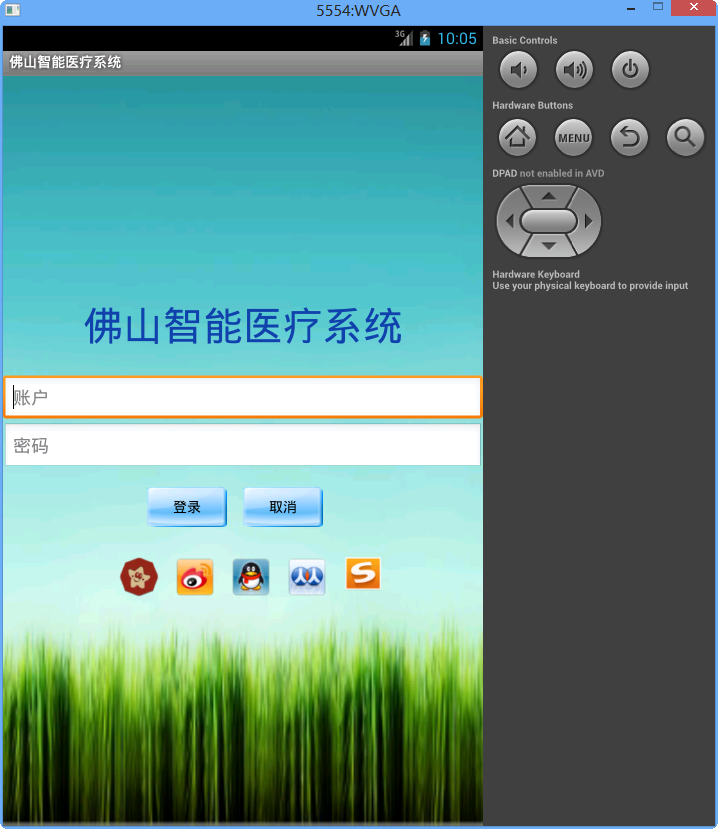 5554:WVGA
3G 10:05
佛山智能医疗系统
佛山智能医疗系统
账户
密码
登录 取消
Basic Controls
Hardware Buttons
MENU
DPAD not enabled in AVD
Hardware Keyboard
Use your physical keyboard to provide input